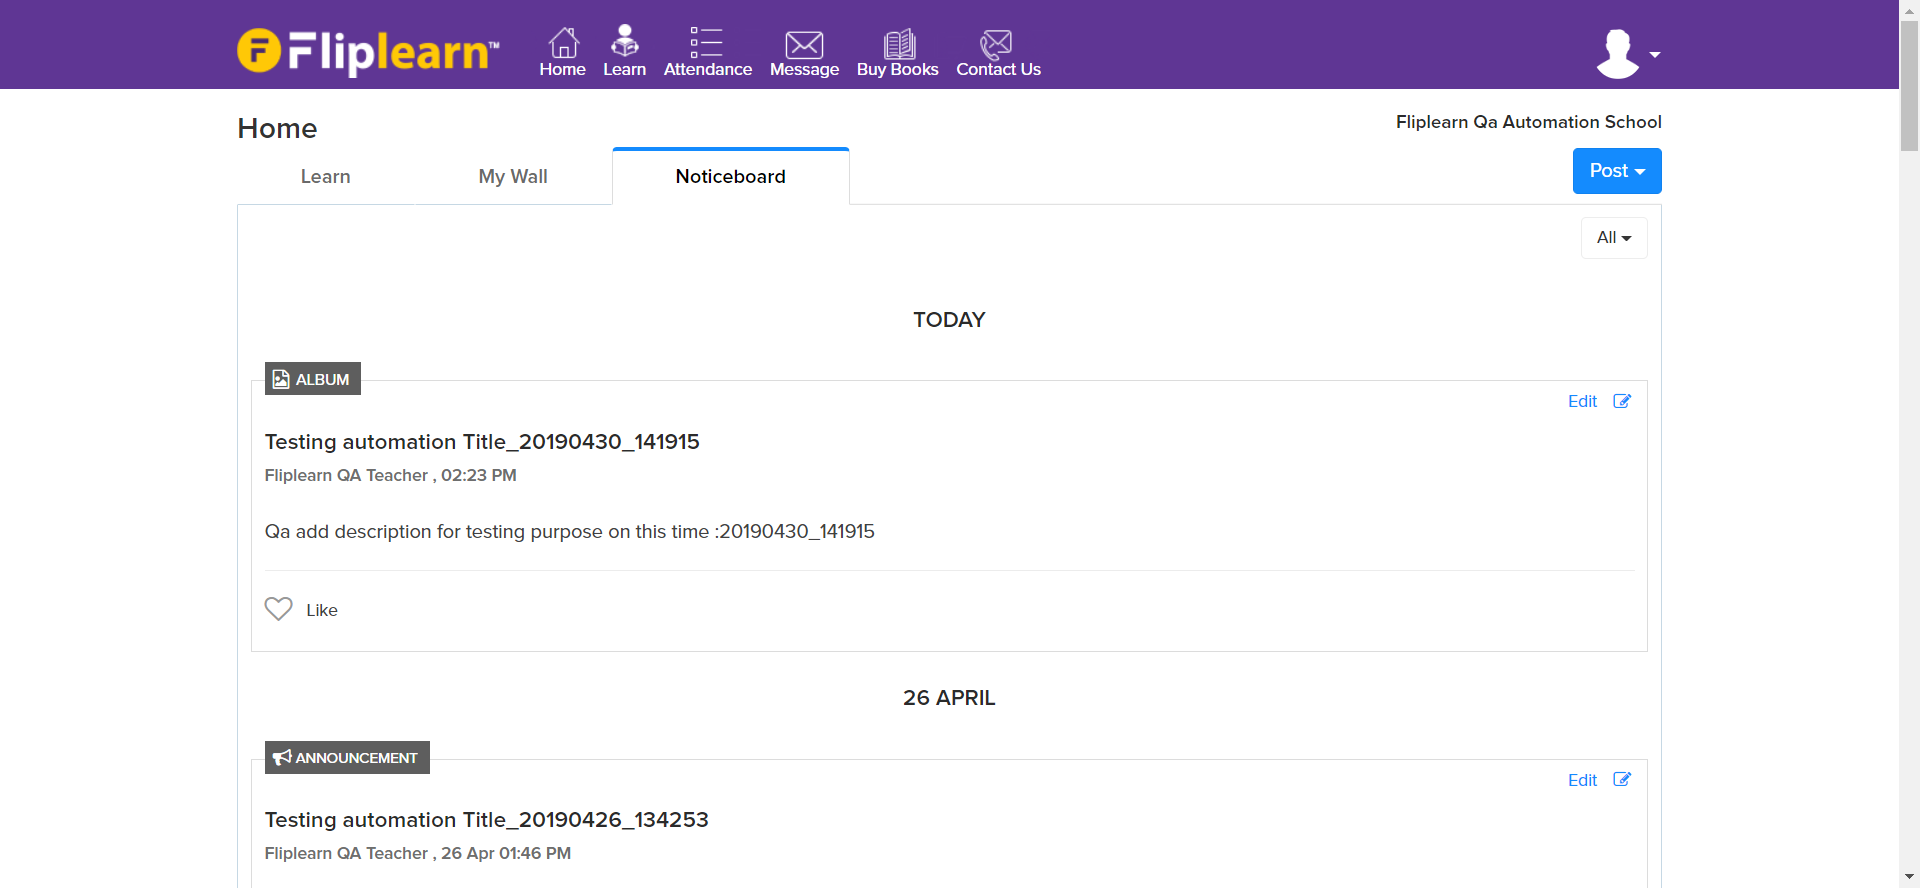 Fliplearn™
Home Learn Attendance Message Buy Books Contact Us
Home
Fliplearn Qa Automation School
Learn My Wall Noticeboard
Post
All
TODAY
ALBUM
Edit
Testing automation Title_20190430_141915
Fliplearn QA Teacher , 02:23 PM
Qa add description for testing purpose on this time :20190430_141915
Like
26 APRIL
ANNOUNCEMENT
Edit
Testing automation Title_20190426_134253
Fliplearn QA Teacher , 26 Apr 01:46 PM